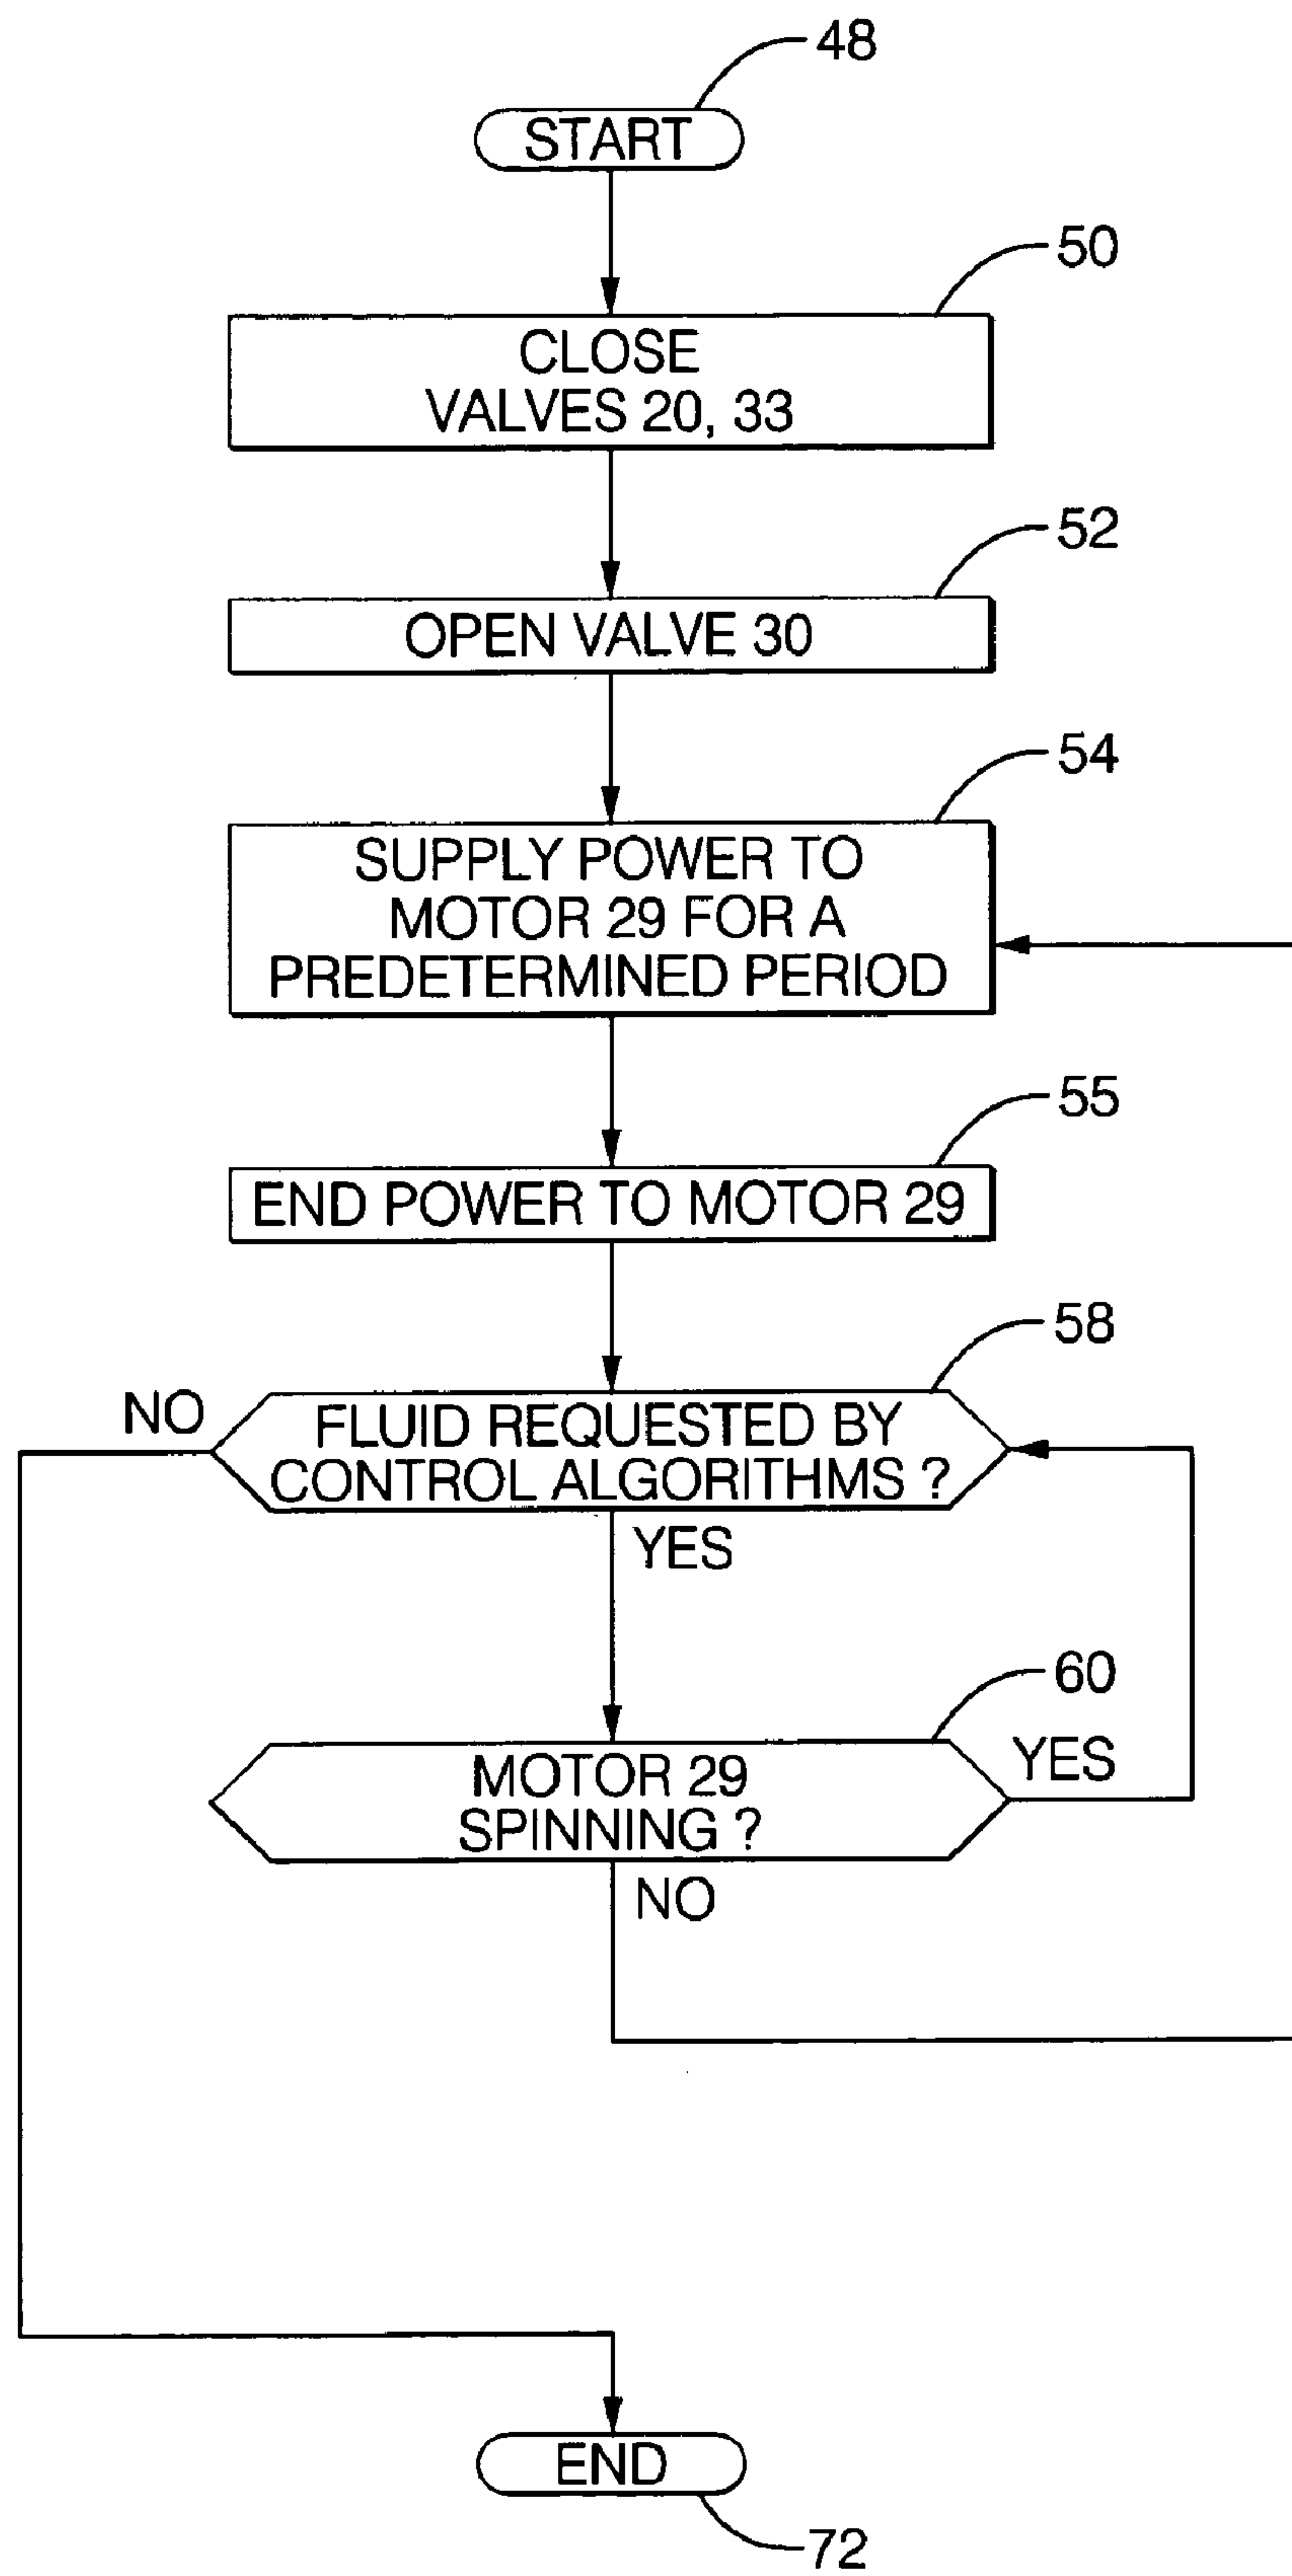 48
START
50
CLOSE
VALVES 20, 33
52
OPEN VALVE 30
54
SUPPLY POWER TO
MOTOR 29 FOR A
PREDETERMINED PERIOD
55
END POWER TO MOTOR 29
58
NO
FLUID REQUESTED BY
CONTROL ALGORITHMS ?
YES
60
MOTOR 29
SPINNING ?
YES
NO
END
72